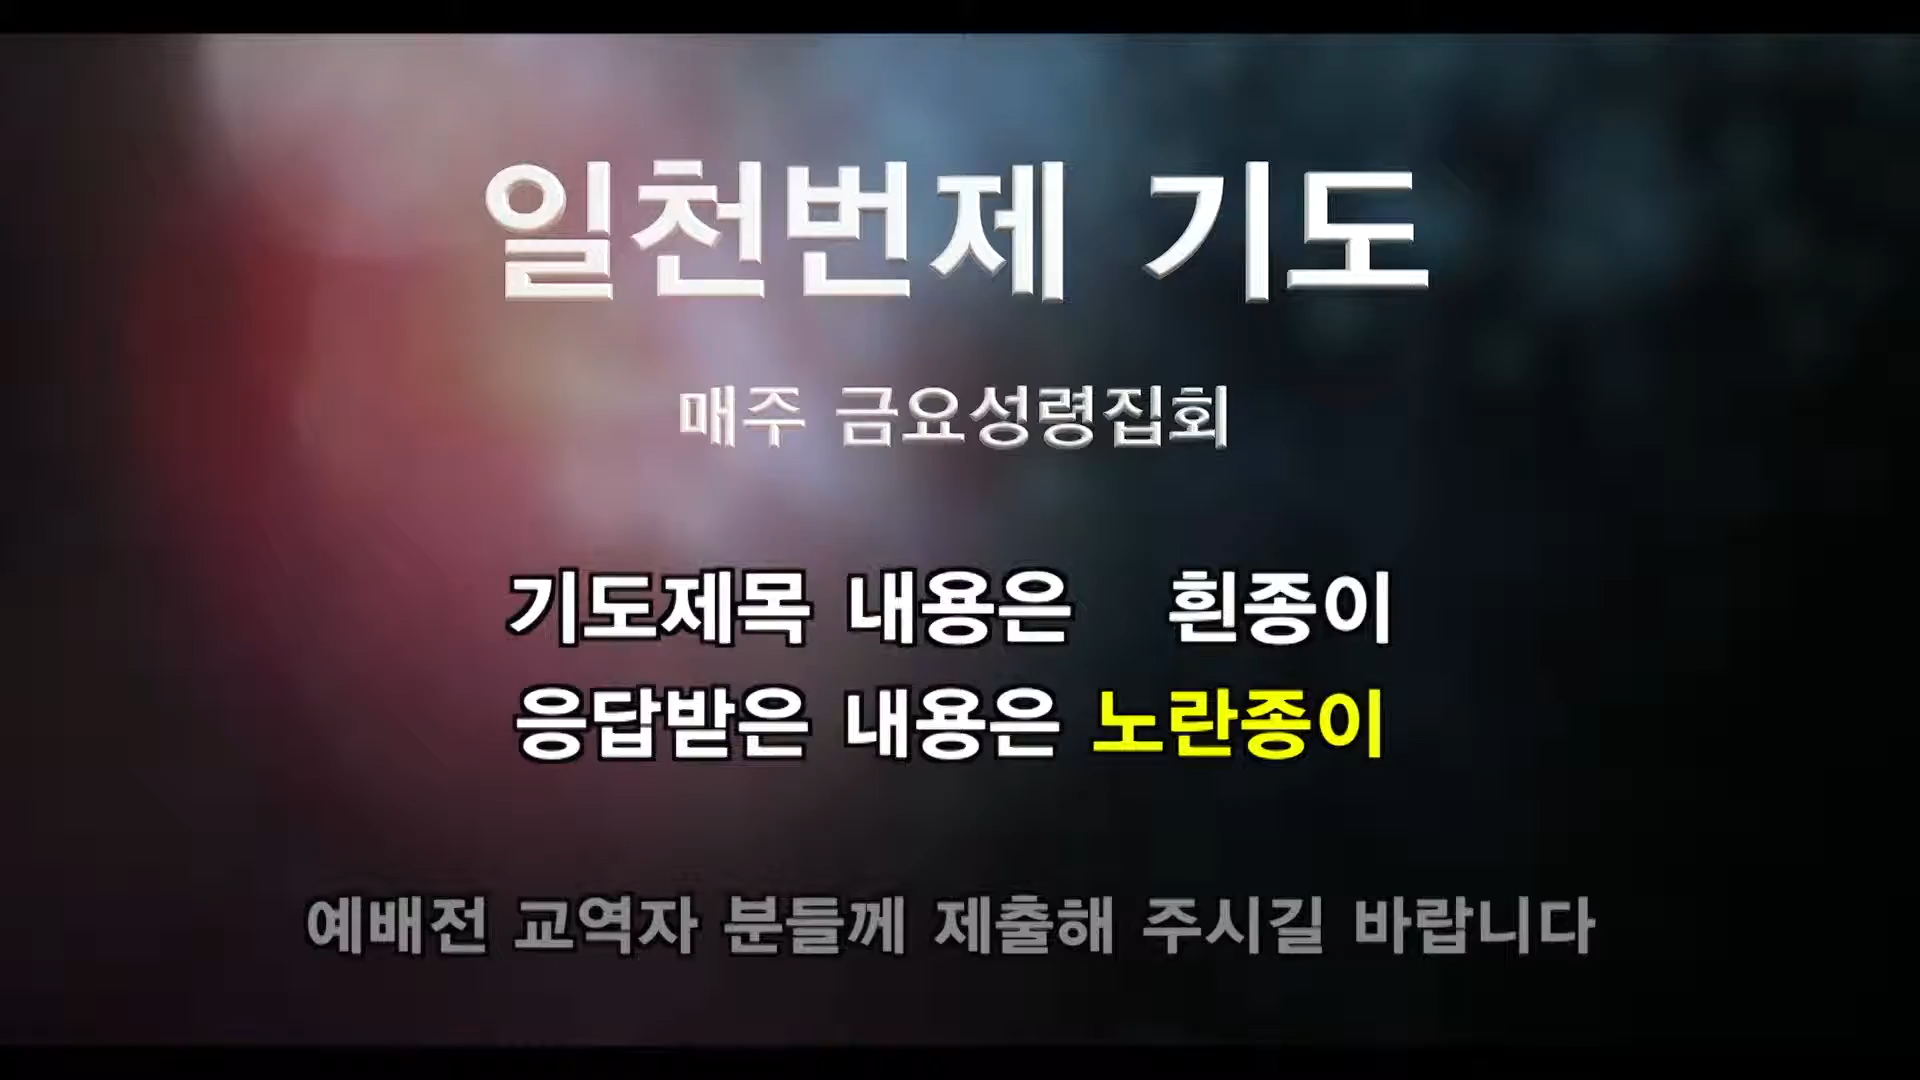 일천번제 기도
매주 금요성령집회
기도제목 내용은 흰종이
응답받은 내용은 노란종이
예배전 교역자 분들께 제출해 주시길 바랍니다